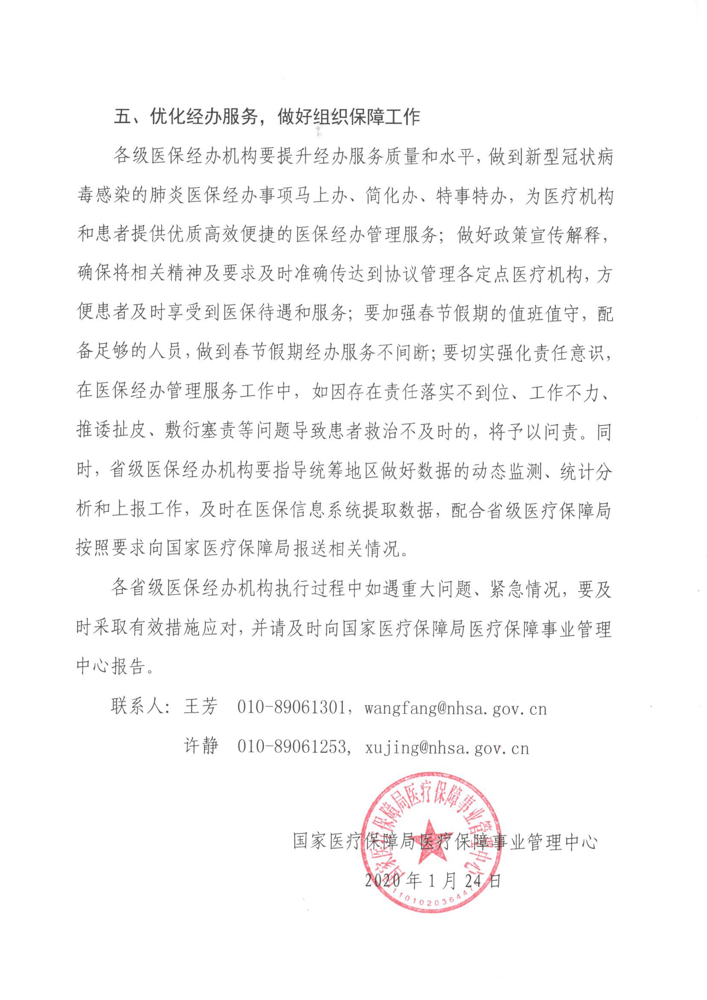 五、优化经办服务，做好组织保障工作
各级医保经办机构要提升经办服务质量和水平，做到新型冠状病
毒感染的肺炎医保经办事项马上办、简化办、特事特办，为医疗机构
和患者提供优质高效便捷的医保经办管理服务；做好政策宣传解释，
确保将相关精神及要求及时准确传达到协议管理各定点医疗机构，方
便患者及时享受到医保待遇和服务；要加强春节假期的值班值守，配
备足够的人员，做到春节假期经办服务不间断；要切实强化责任意识，
在医保经办管理服务工作中，如因存在责任落实不到位、工作不力、
推诿扯皮、敷衍塞责等问题导致患者救治不及时的，将予以问责。同
时，省级医保经办机构要指导统筹地区做好数据的动态监测、统计分
析和上报工作，及时在医保信息系统提取数据，配合省级医疗保障局
按照要求向国家医疗保障局报送相关情况。
各省级医保经办机构执行过程中如遇重大问题、紧急情况，要及
时采取有效措施应对，并请及时向国家医疗保障局医疗保障事业管理
中心报告。
联系人：王芳 010-89061301，wangfang@nhsa.gov.cn
许静 010-89061253，xujing@nhsa.gov.cn
国家医疗保障局医疗保障事业管理中心
国家医疗保障局医疗保障事业管理中心
2020年1月24日